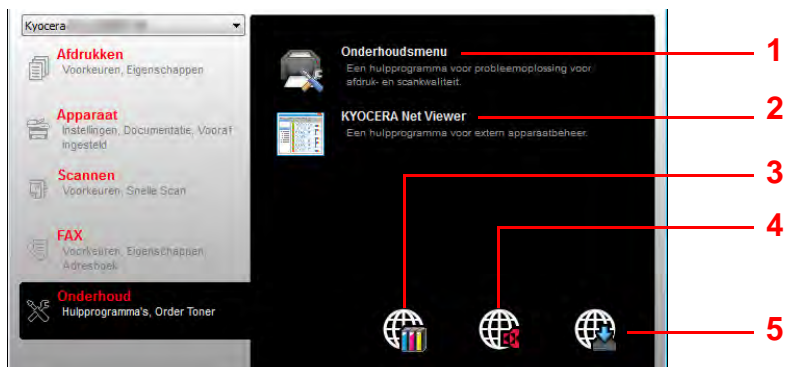 Kyocera
Afdrukken
Voorkeuren, Eigenschappen
Apparaat
Instellingen, Documentatie, Vooraf
ingesteld
Scannen
Voorkeuren, Snelle Scan
FAX
Voorkeuren, Eigenschappen,
Adresboek
Onderhoud
Hulpprogramma's, Order Toner
Onderhoudsmenu
Een hulpprogramma voor probleemoplossing voor
afdruk- en scankwaliteit.
KYOCERA Net Viewer
Een hulpprogramma voor extern apparaatbeheer.
1
2
3
4
5